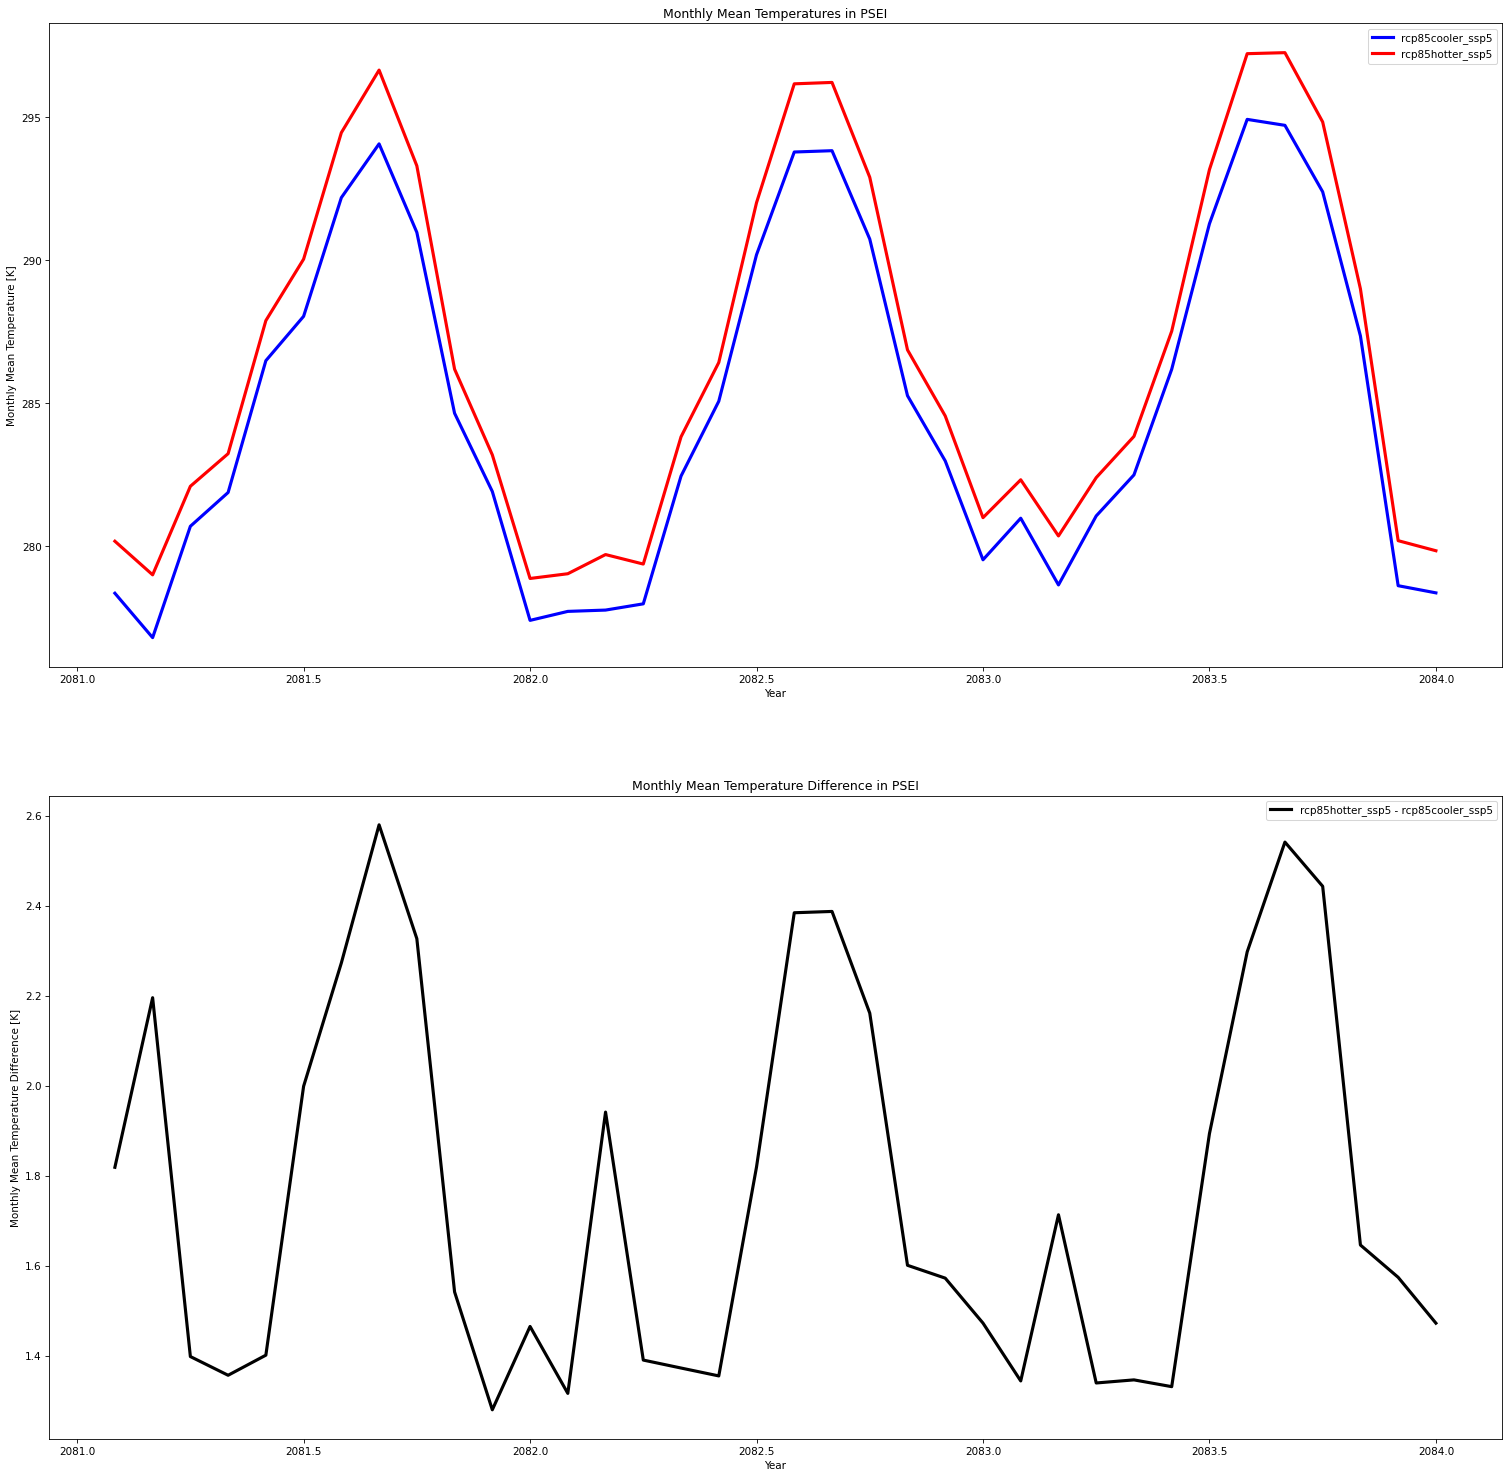 Monthly Mean Temperatures in PSEI
rcp85cooler_ssp5
rcp85hotter_ssp5
295
290
285
280
Monthly Mean Temperature [K]
2081.0 2081.5 2082.0 2082.5 2083.0 2083.5 2084.0
Year
Monthly Mean Temperature Difference in PSEI
rcp85hotter_ssp5 - rcp85cooler_ssp5
2.6
2.4
2.2
2.0
1.8
1.6
1.4
Monthly Mean Temperature Difference [K]
2081.0 2081.5 2082.0 2082.5 2083.0 2083.5 2084.0
Year